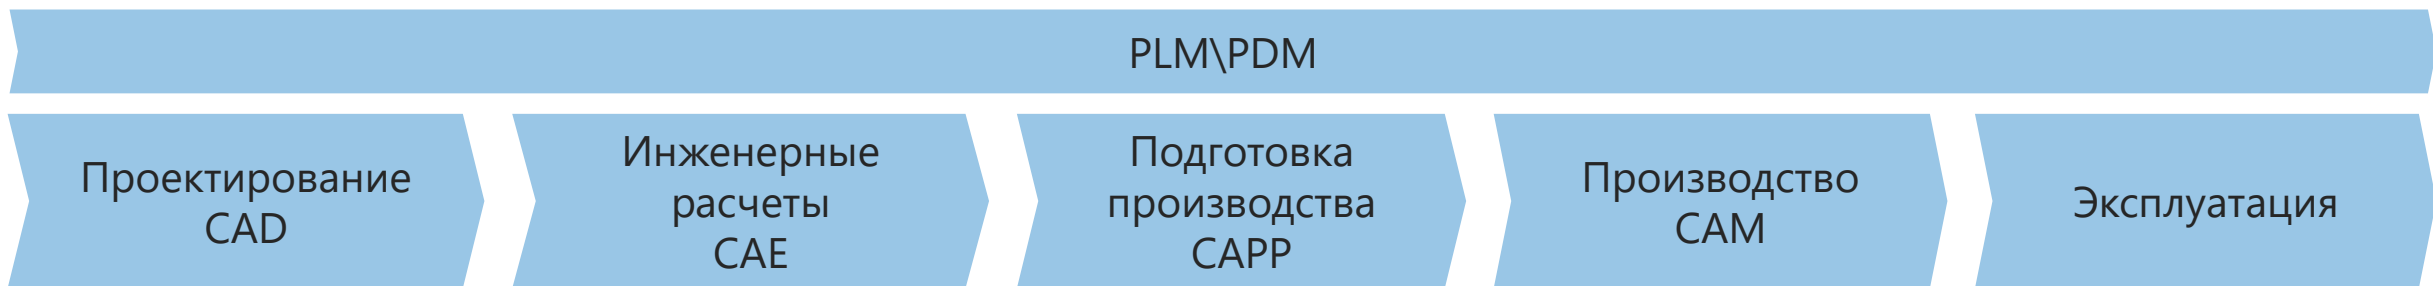 PLM\PDM
Проектирование
CAD
Инженерные
расчеты
CAE
Подготовка
производства
CAPP
Производство
CAM
Эксплуатация